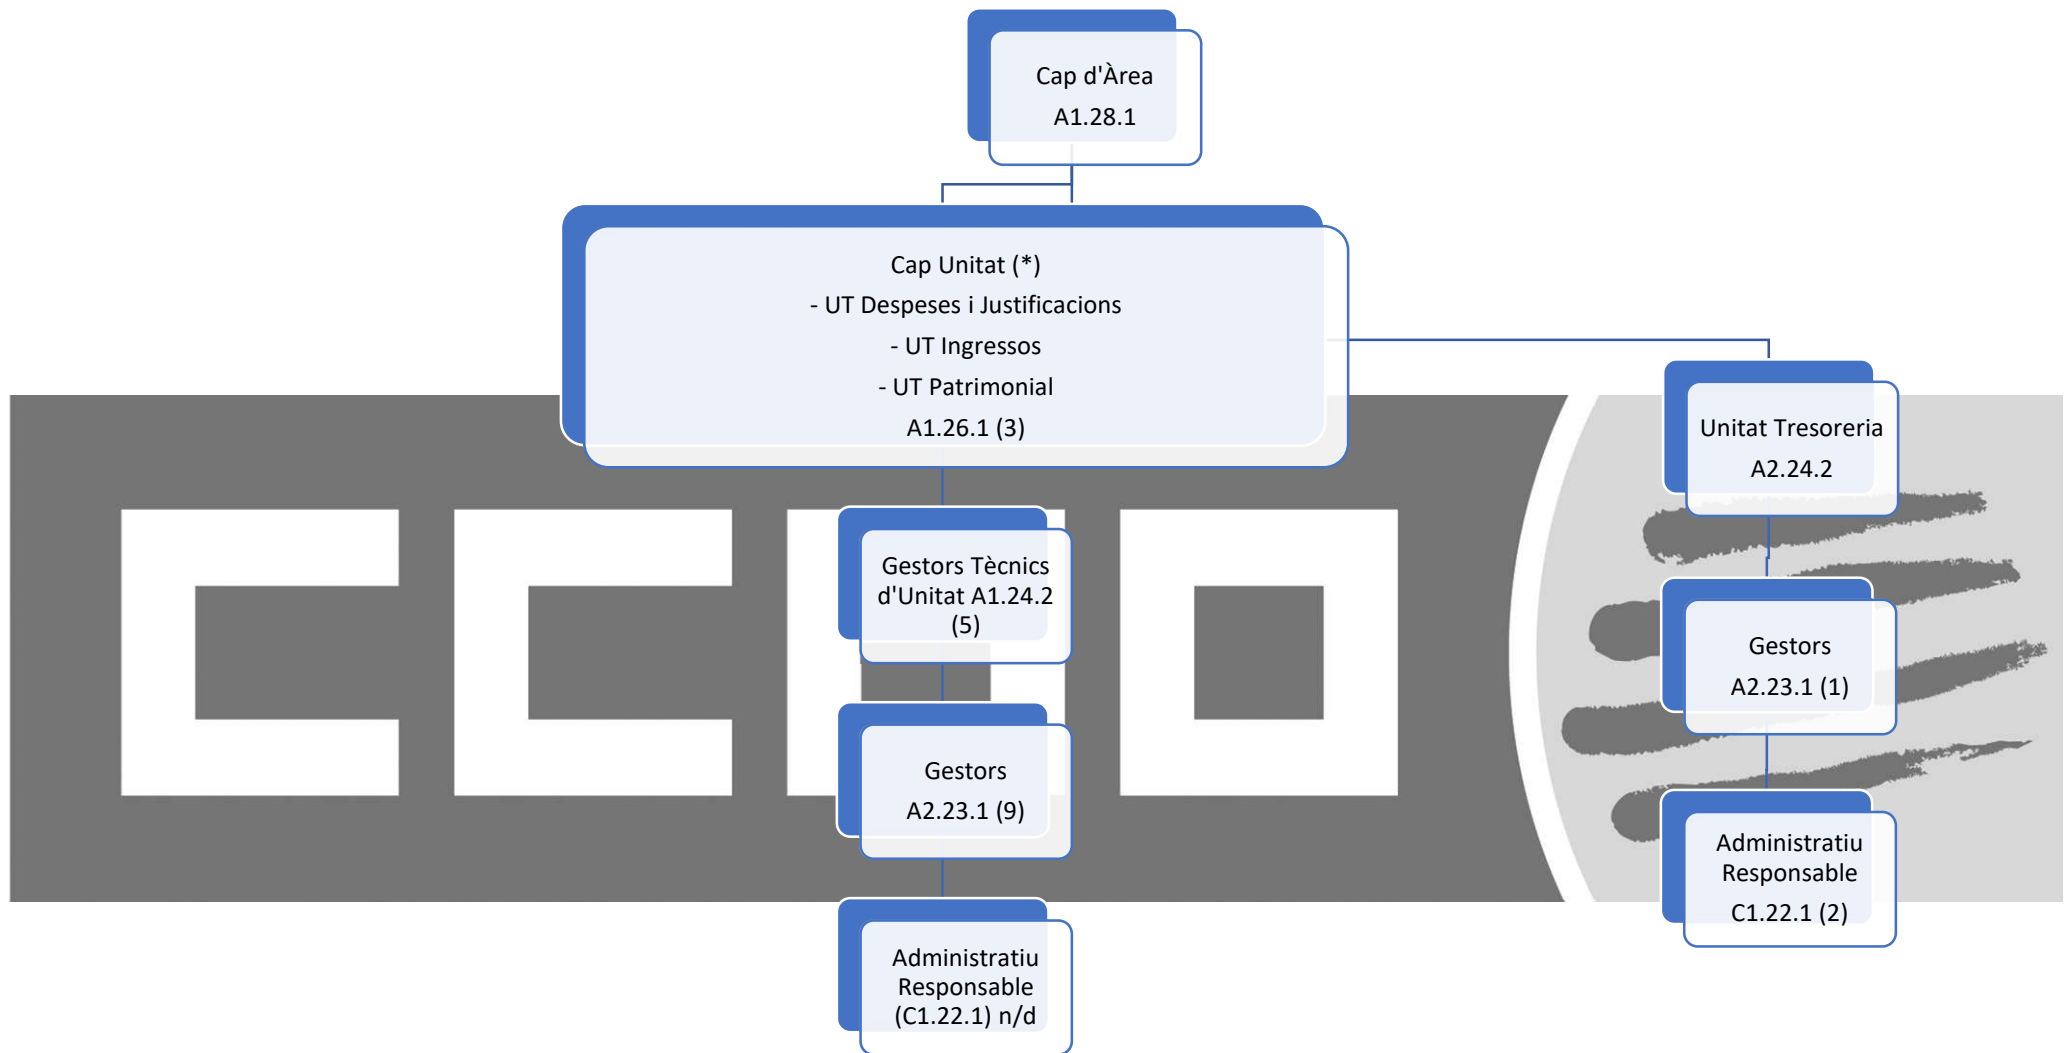 Cap d'Àrea
A1.28.1
Cap Unitat (*)
- UT Despeses i Justificacions
- UT Ingressos
- UT Patrimonial
A1.26.1 (3)
Unitat Tresoreria
A2.24.2
Gestors Tècnics
d'Unitat A1.24.2
(5)
Gestors
A2.23.1 (1)
Gestors
A2.23.1 (9)
Administratiu
Responsable
C1.22.1 (2)
Administratiu
Responsable
(C1.22.1) n/d
CCOO